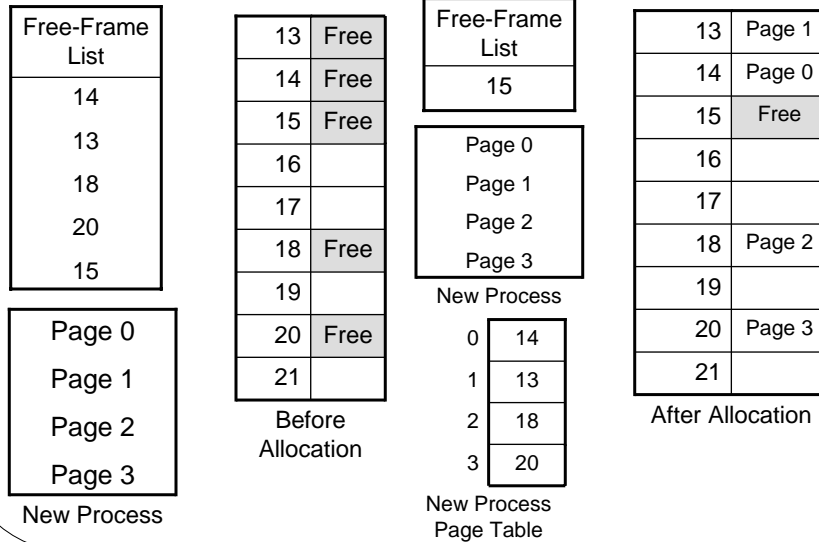 Free-Frame
List
14
13
18
20
15
Page 0
Page 1
Page 2
Page 3
New Process
13 Free
14 Free
15 Free
16
17
18 Free
19
20 Free
21
Before
Allocation
Free-Frame
List
15
Page 0
Page 1
Page 2
Page 3
New Process
0 14
1 13
2 18
3 20
New Process
Page Table
13 Page 1
14 Page 0
15 Free
16
17
18 Page 2
19
20 Page 3
21
After Allocation